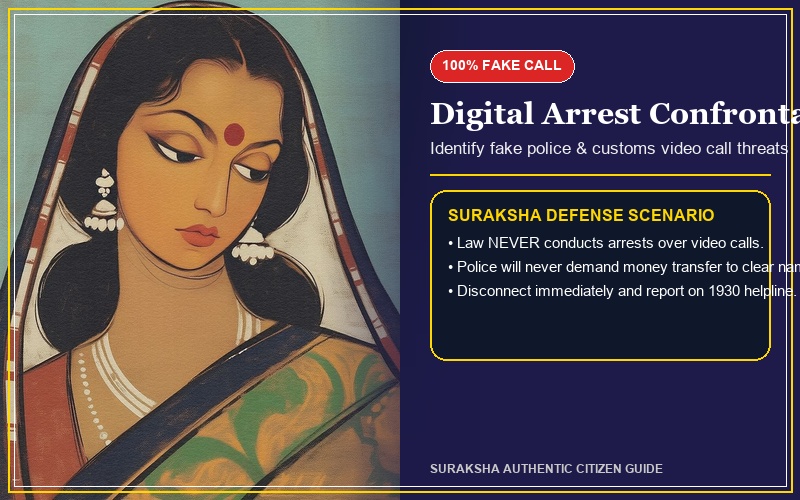 100% FAKE CALL
Digital Arrest Confronta
Identify fake police & customs video call threats
SURAKSHA DEFENSE SCENARIO
• Law NEVER conducts arrests over video calls.
• Police will never demand money transfer to clear nam
• Disconnect immediately and report on 1930 helpline.
SURAKSHA AUTHENTIC CITIZEN GUIDE